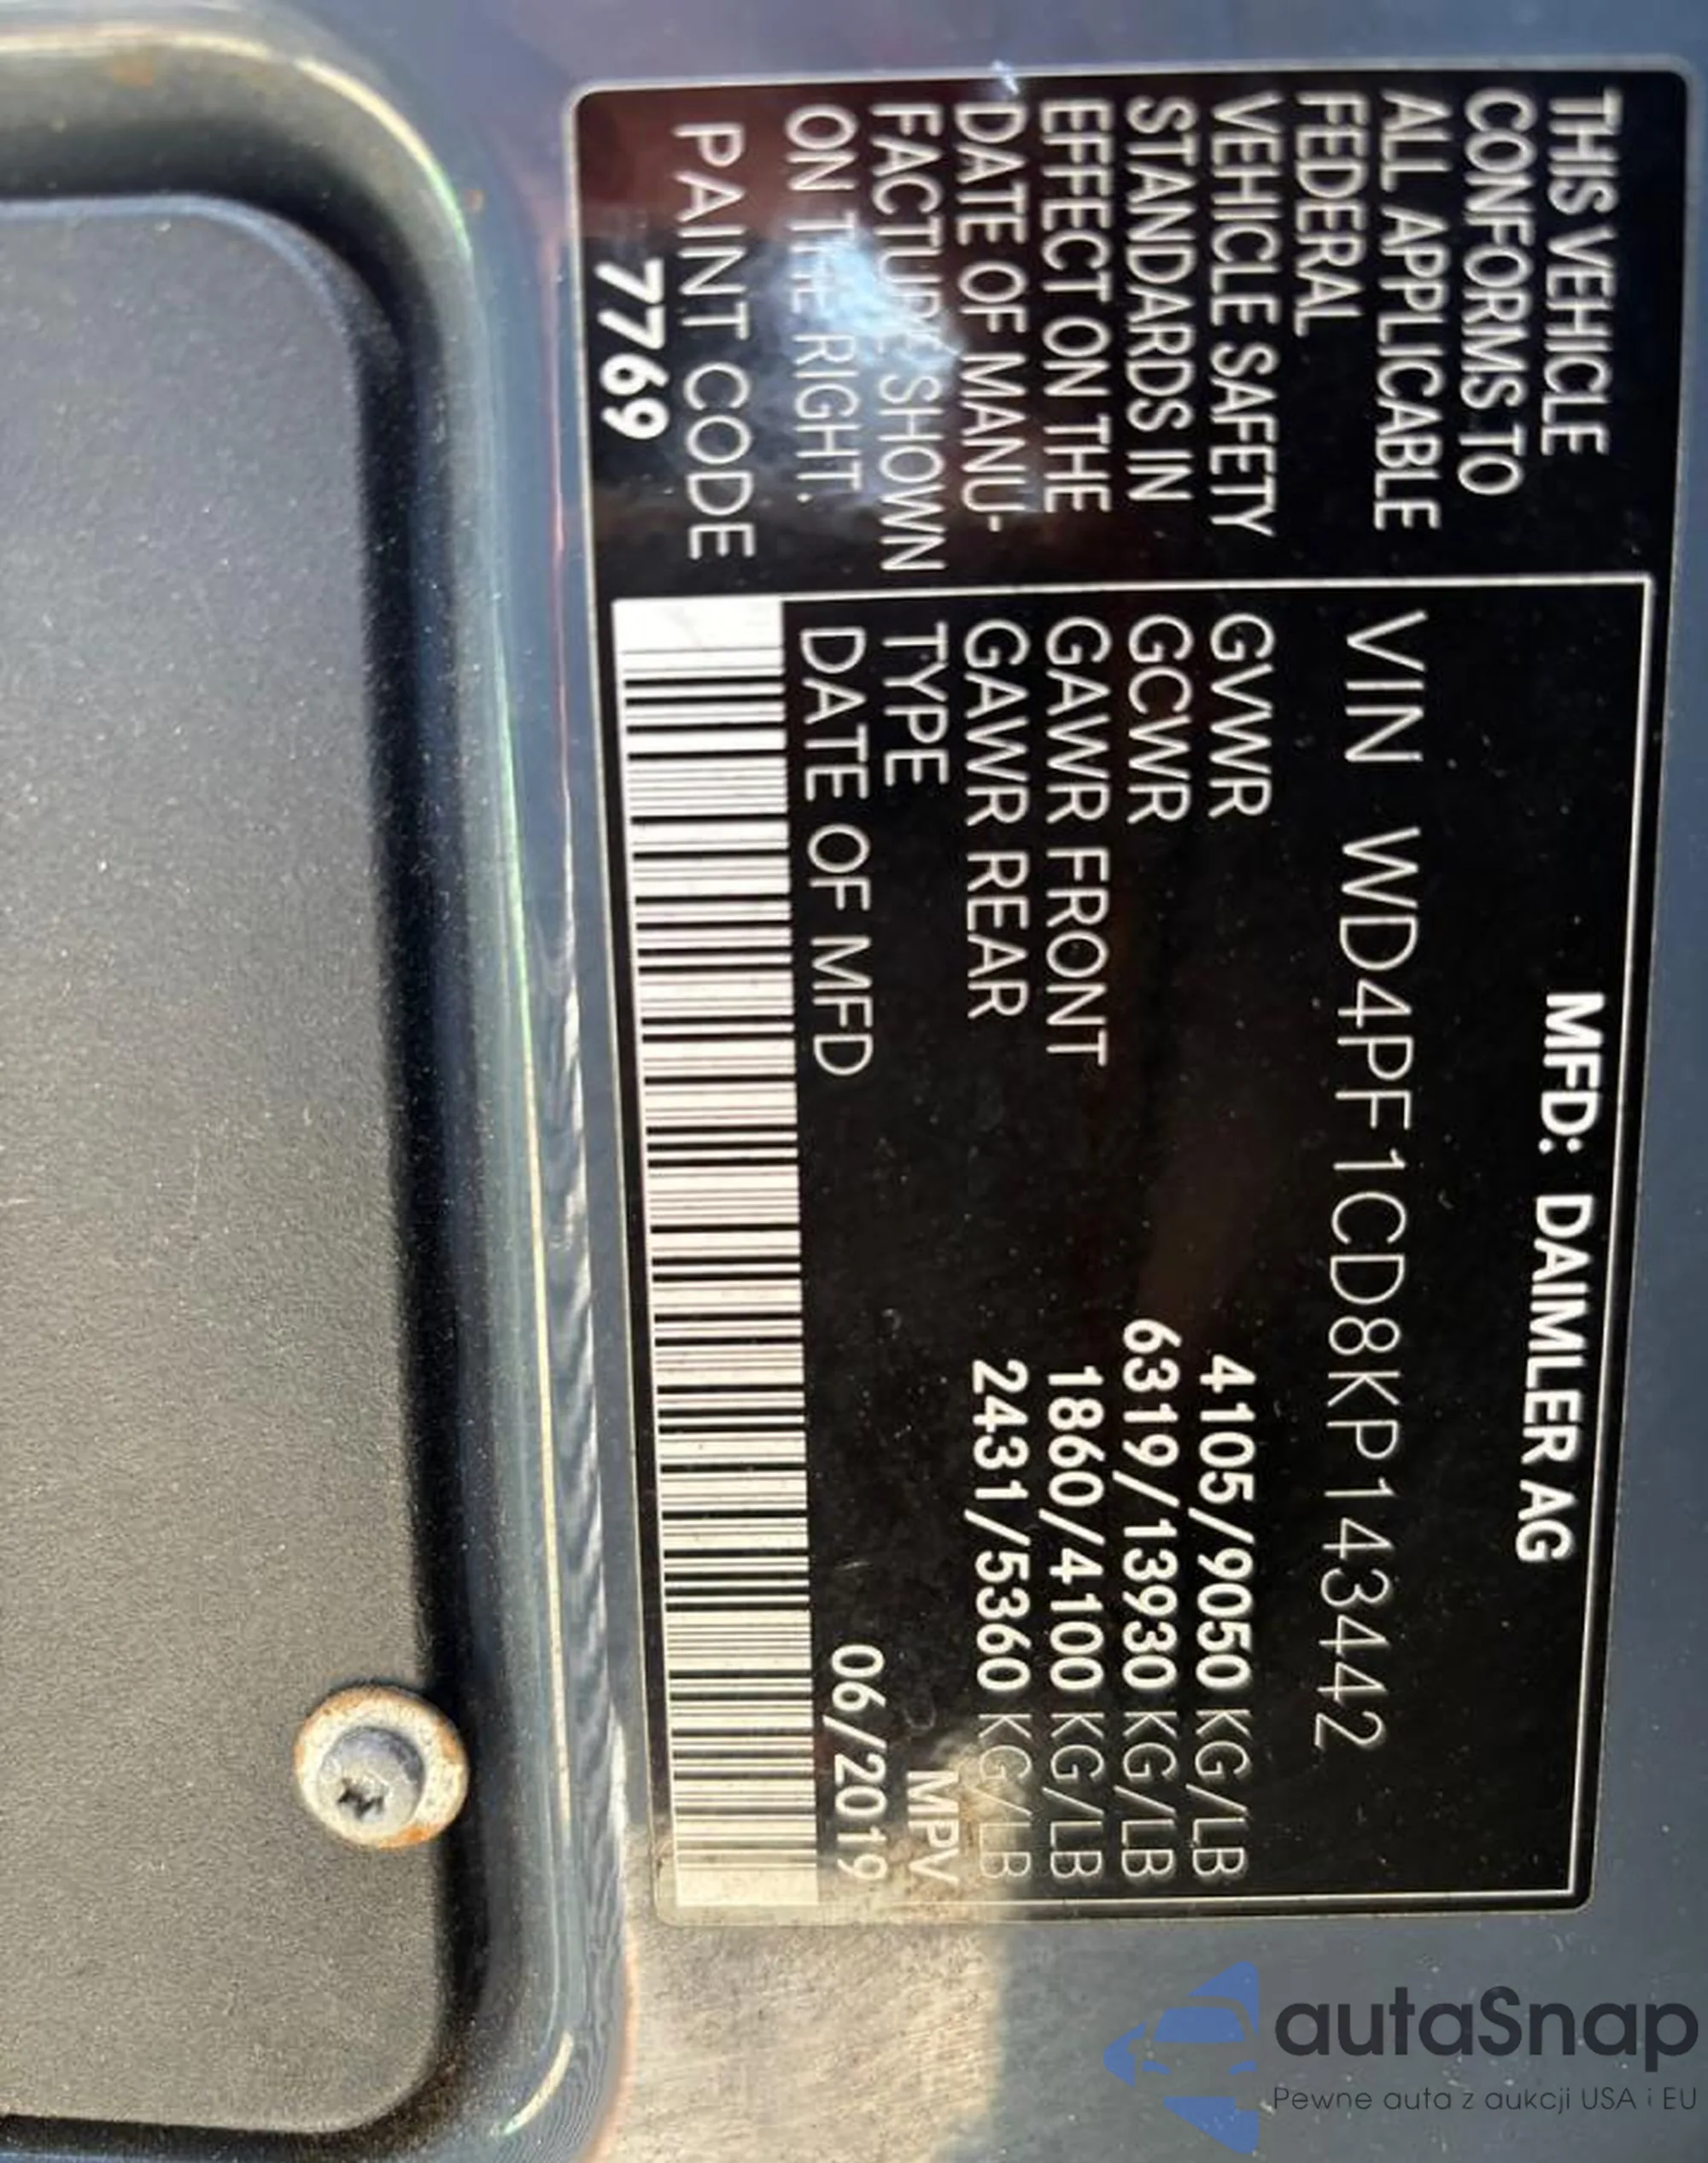 THIS VEHICLE
CONFORMS TO
ALL APPLICABLE
FEDERAL
VEHICLE SAFETY
STANDARDS IN
EFFECT ON THE
DATE OF MANU-
FACTURE SHOWN
ON THE RIGHT.
PAINT CODE
7769
MFD: DAIMLER AG
VIN WD4PF1CD8KP143442
GVWR 4105/9050 KG/LB
GCWR 6319/13930 KG/LB
GAWR FRONT 1860/4100 KG/LB
GAWR REAR 2431/5360 KG/LB
TYPE MPV
DATE OF MFD 06/2019
autaSnap
Pewne auta z aukcji USA i EU